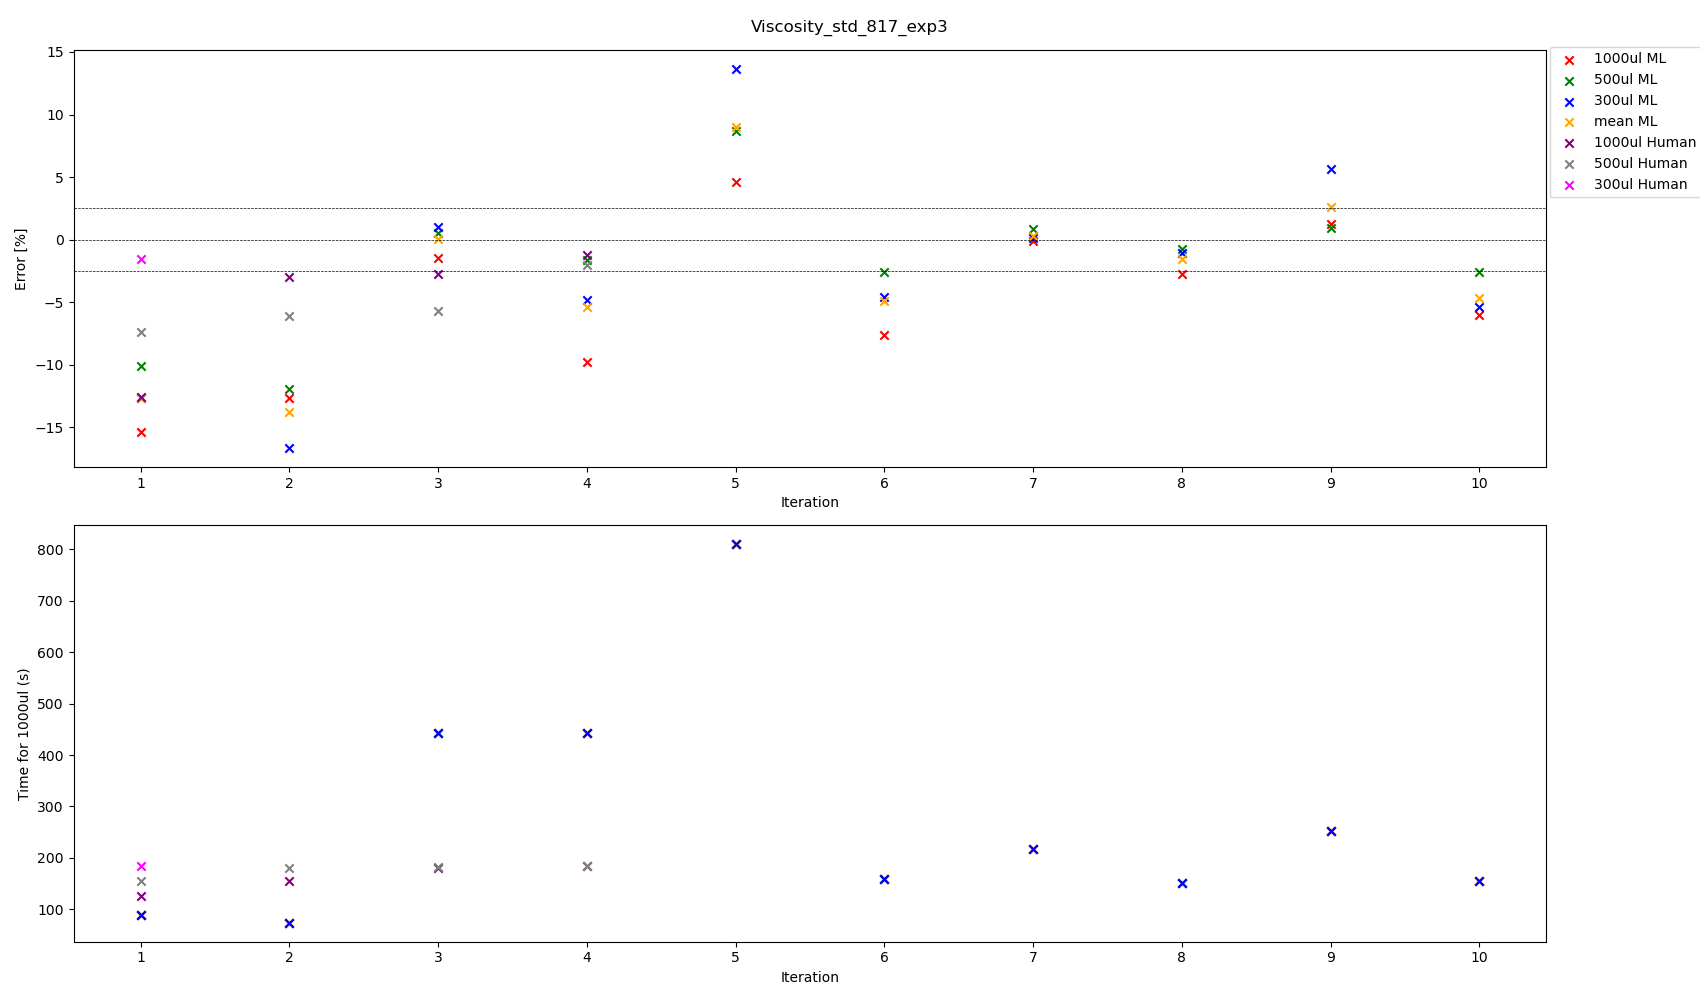 Viscosity_std_817_exp3
15
10
5
0
−5
−10
−15
Error [%]
1 2 3 4 5 6 7 8 9 10
Iteration
1000ul ML
500ul ML
300ul ML
mean ML
1000ul Human
500ul Human
300ul Human
800
700
600
500
400
300
200
100
Time for 1000ul (s)
1 2 3 4 5 6 7 8 9 10
Iteration